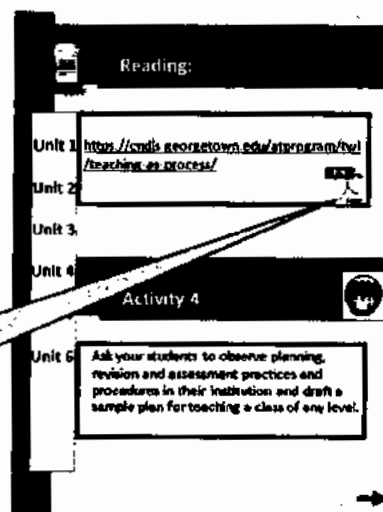 Reading:
Unit 1
https://cndls.georgetown.edu/atprogram/twl
/teaching-as-process/
Unit 2
Unit 3
Unit 4
Activity 4
Unit 6
Ask your students to observe planning,
revision and assessment practices and
procedures in their institution and draft a
sample plan for teaching a class of any level.